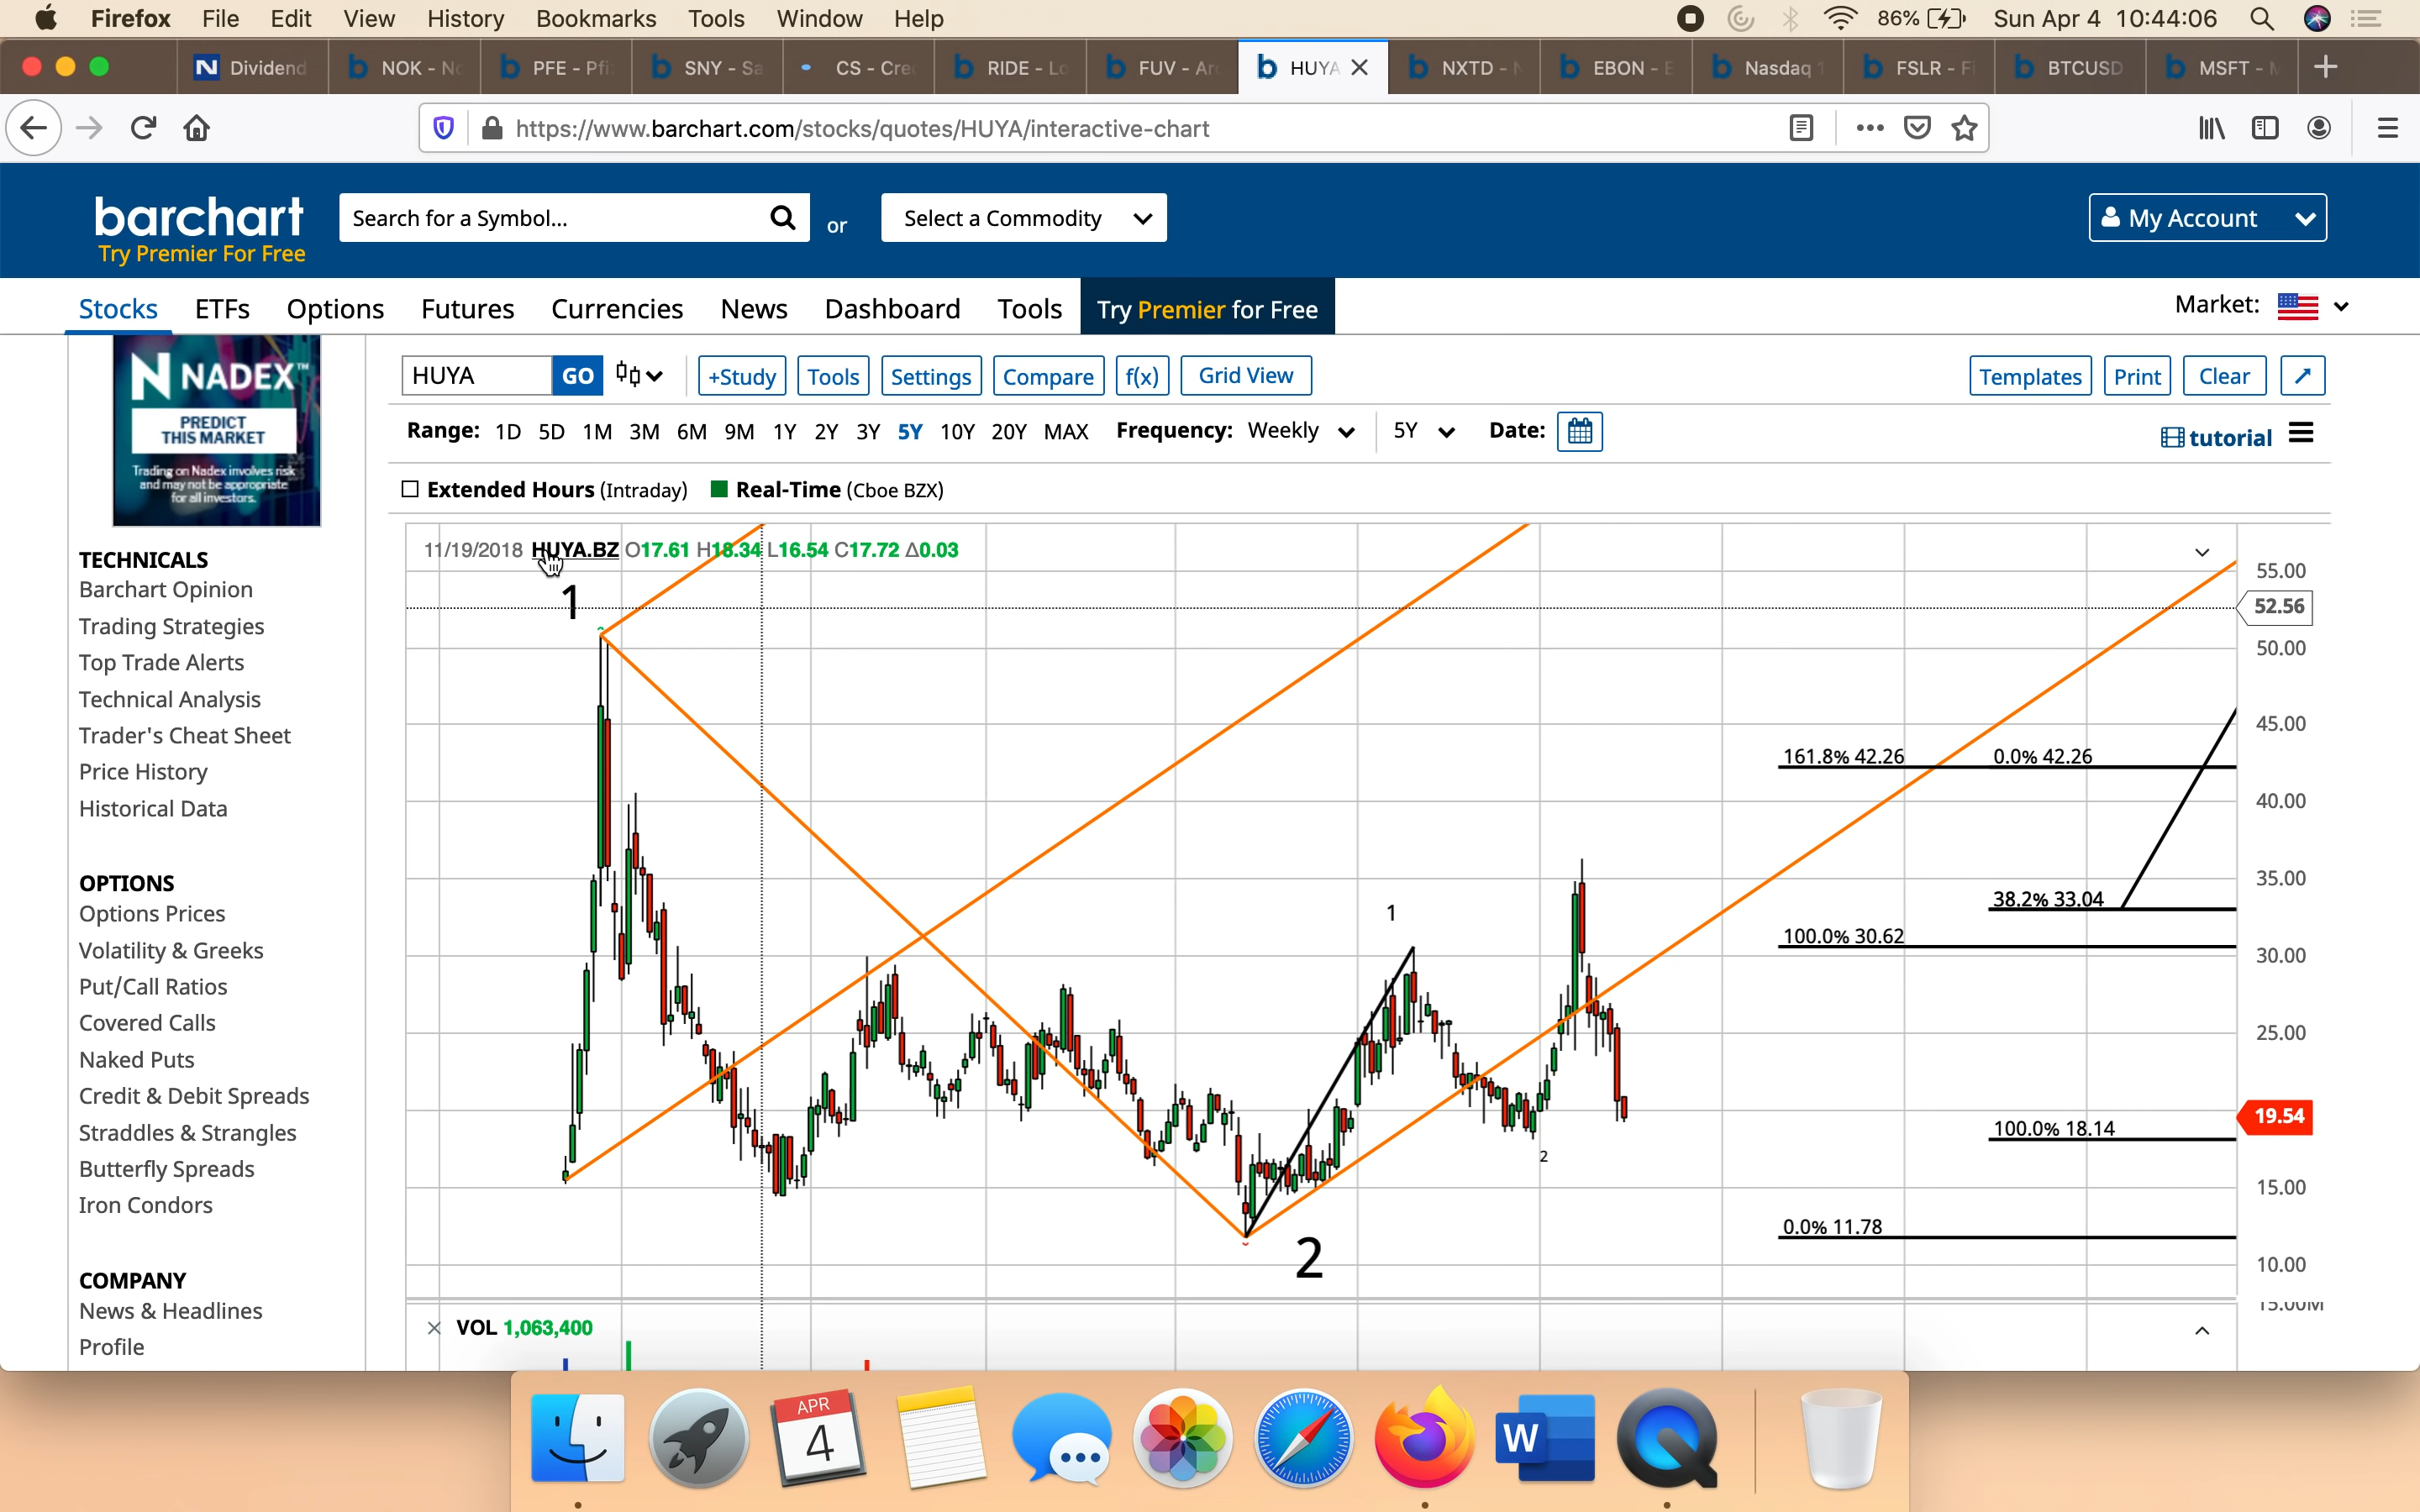 Firefox File Edit View History Bookmarks Tools Window Help 86% Sun Apr 4 10:44:06
N Dividend NOK - PFE - Pfi SNY - Sa CS - Cre RIDE - Lo FUV - Ar HUYA NXTD - EBON - Nasdaq FSLR - Fi BTCUSD MSFT -
https://www.barchart.com/stocks/quotes/HUYA/interactive-chart
barchart
Try Premier For Free
Search for a Symbol... or Select a Commodity My Account
Stocks ETFs Options Futures Currencies News Dashboard Tools Try Premier for Free Market:
N NADEX™
PREDICT
THIS MARKET
Trading on Nadex involves risk
and may not be appropriate
for all investors.
TECHNICALS
Barchart Opinion
Trading Strategies
Top Trade Alerts
Technical Analysis
Trader's Cheat Sheet
Price History
Historical Data
OPTIONS
Options Prices
Volatility & Greeks
Put/Call Ratios
Covered Calls
Naked Puts
Credit & Debit Spreads
Straddles & Strangles
Butterfly Spreads
Iron Condors
COMPANY
News & Headlines
Profile
HUYA GO +Study Tools Settings Compare f(x) Grid View Templates Print Clear
Range: 1D 5D 1M 3M 6M 9M 1Y 2Y 3Y 5Y 10Y 20Y MAX Frequency: Weekly 5Y Date:
tutorial
Extended Hours (Intraday) Real-Time (Cboe BZX)
11/19/2018 HUYA.BZ O17.61 H18.34 L16.54 C17.72 Δ0.03
55.00
1
52.56
50.00
45.00
161.8% 42.26 0.0% 42.26
40.00
35.00
38.2% 33.04
1
100.0% 30.62
30.00
25.00
19.54
100.0% 18.14
2
15.00
0.0% 11.78
2
10.00
15.00M
VOL 1,063,400
APR
4
W